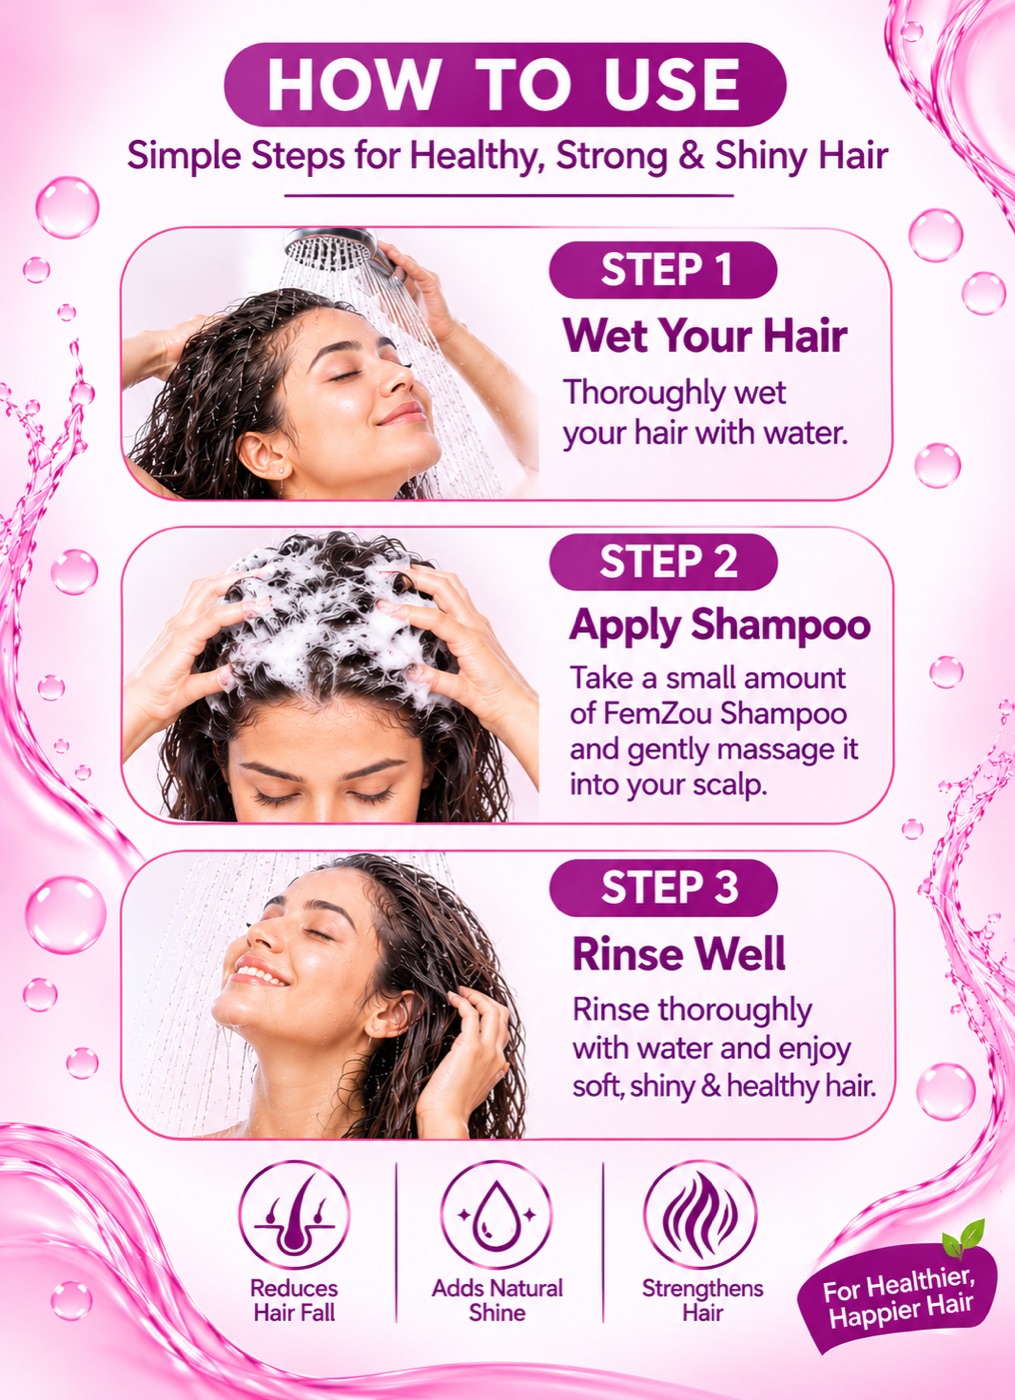 HOW TO USE
Simple Steps for Healthy, Strong & Shiny Hair
STEP 1
Wet Your Hair
Thoroughly wet
your hair with water.
STEP 2
Apply Shampoo
Take a small amount
of FemZou Shampoo
and gently massage it
into your scalp.
STEP 3
Rinse Well
Rinse thoroughly
with water and enjoy
soft, shiny & healthy hair.
Reduces
Hair Fall
Adds Natural
Shine
Strengthens
Hair
For Healthier,
Happier Hair